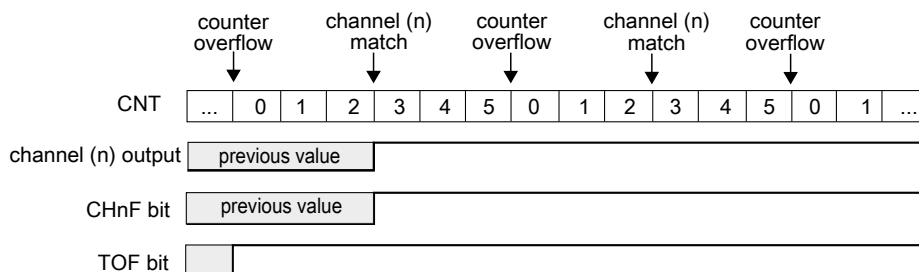 counter
overflow
channel (n)
match
counter
overflow
channel (n)
match
counter
overflow
CNT ... 0 1 2 3 4 5 0 1 2 3 4 5 0 1 ...
channel (n) output previous value
CHnF bit previous value
TOF bit